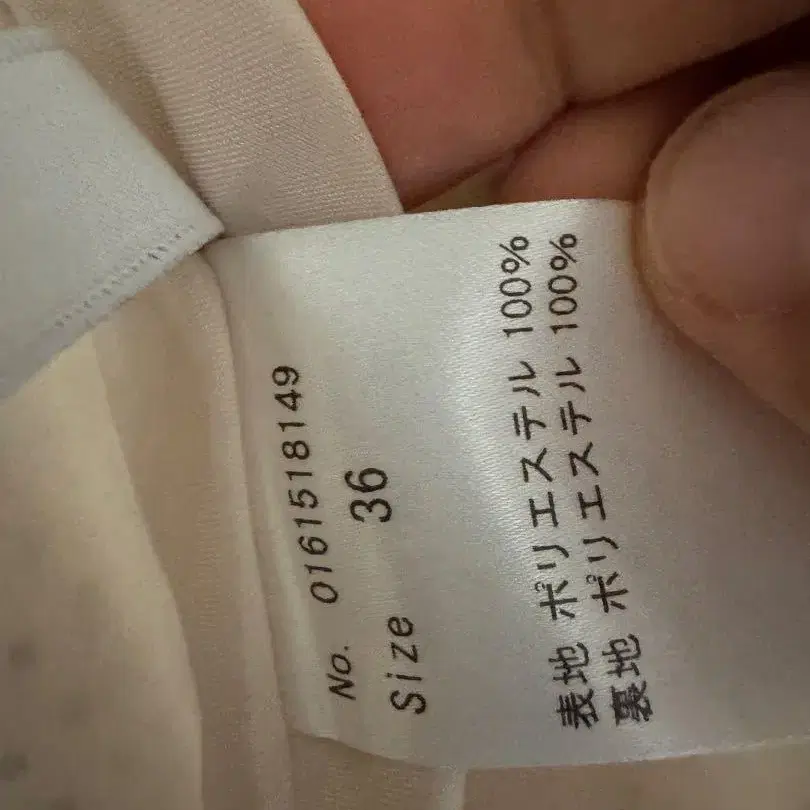 No. 0161518149
Size 36
表地 ポリエステル 100%
裏地 ポリエステル 100%